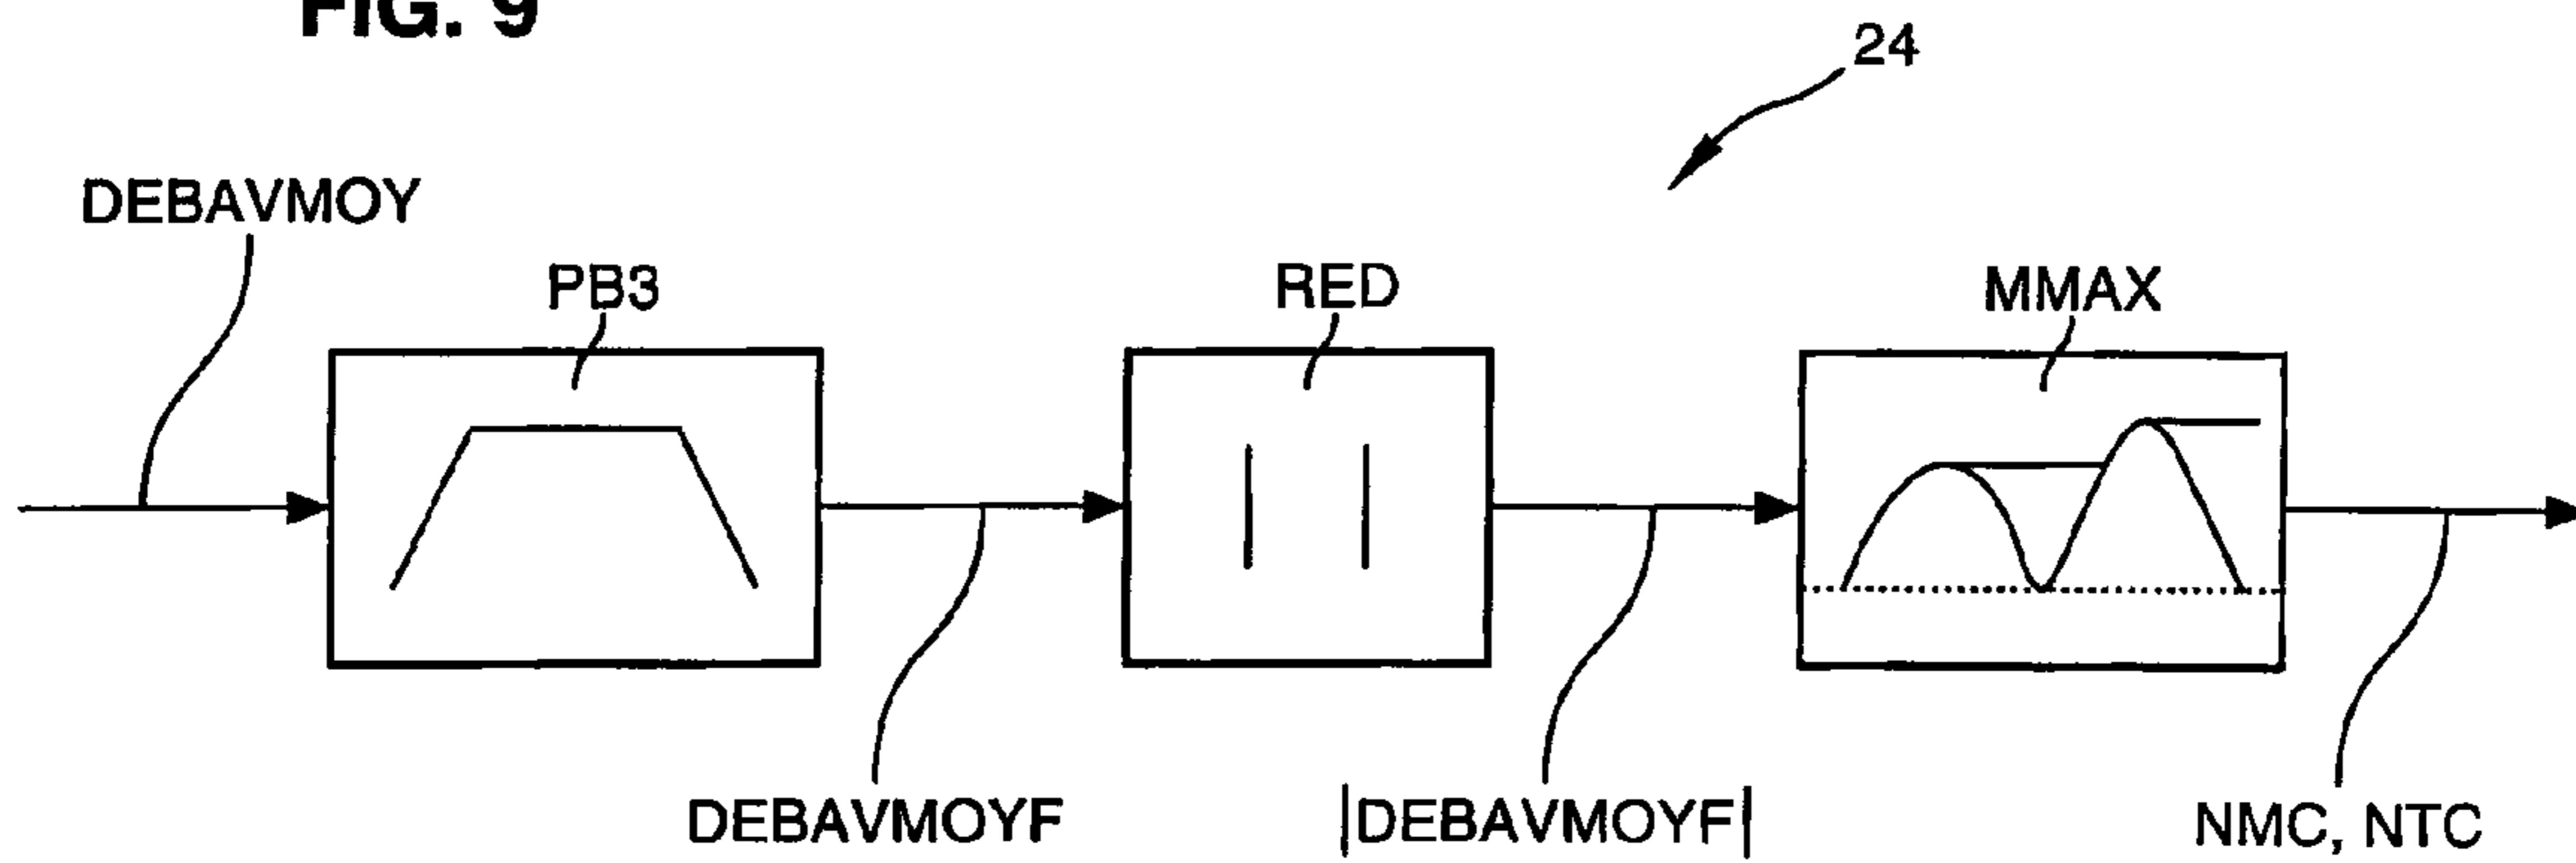 FIG. 9
24
DEBAVMOY
PB3
RED
MMAX
DEBAVMOYF
|DEBAVMOYF|
NMC, NTC